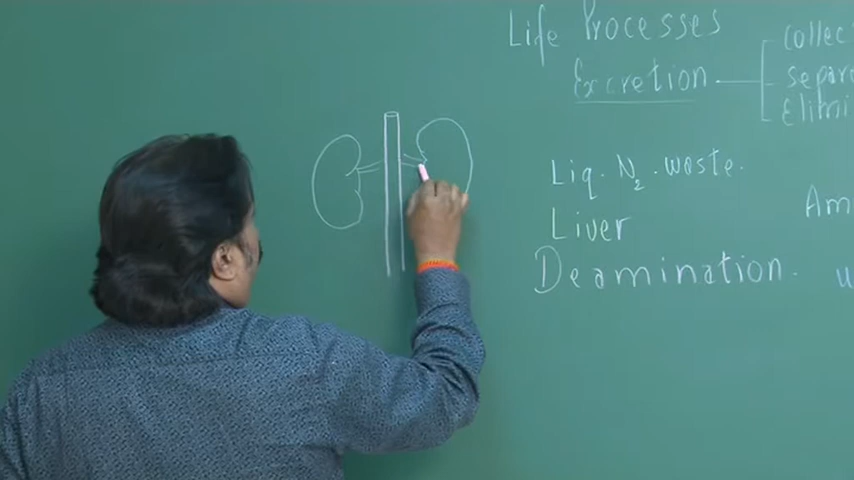 Life Processes
Excretion
Liq. N2. waste.
Liver
Deamination.